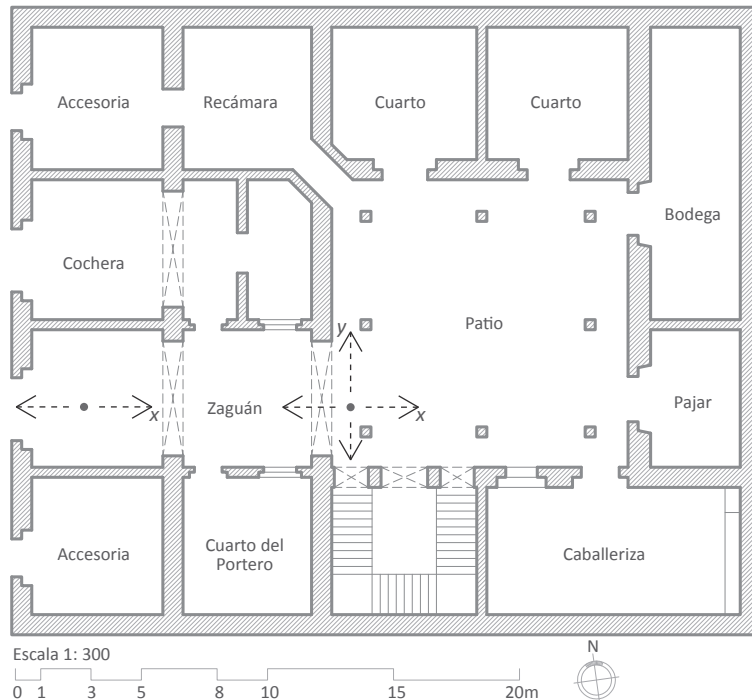 Accesoria
Recámara
Cuarto
Cuarto
Bodega
Cochera
y
Patio
x
Zaguán
x
Pajar
Accesoria
Cuarto del
Portero
Caballeriza
Escala 1: 300
N
0 1 3 5 8 10 15 20m